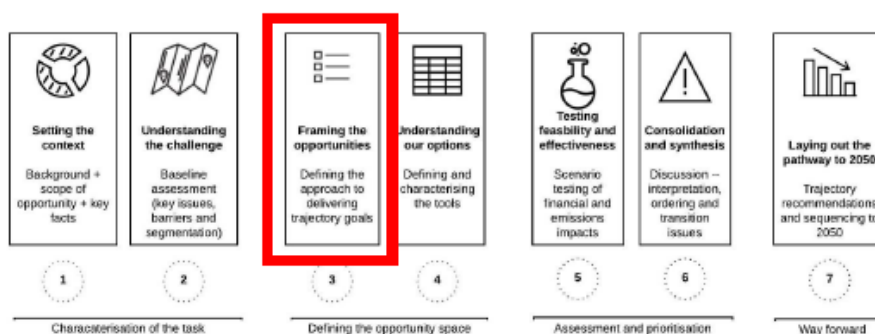 Setting the
context
Background +
scope of
opportunity + key
facts
1
Understanding
the challenge
Baseline
assessment
(key issues,
barriers and
segmentation)
2
Characaterisation of the task
Framing the
opportunities
Defining the
approach to
delivering
trajectory goals
3
Understanding
our options
Defining and
characterising
the tools
4
Defining the opportunity space
Testing
feasbility and
effectiveness
Scenario
testing of
financial and
emissions
impacts
5
Consolidation
and synthesis
Discussion --
interpretation,
ordering and
transition
issues
6
Assessment and prioritisation
Laying out the
pathway to 2050
Trajectory
recommendations
and sequencing to
2050
7
Way forward